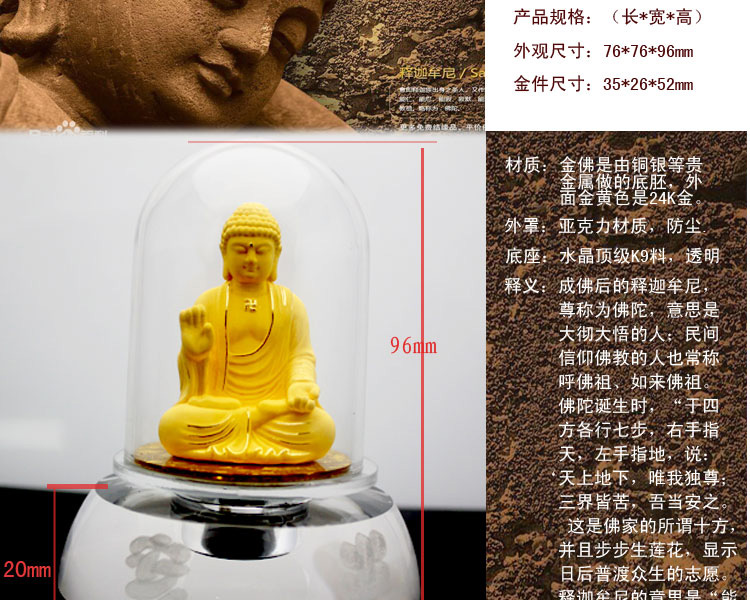 产品规格：（长*宽*高）
外观尺寸：76*76*96mm
金件尺寸：35*26*52mm
释迦牟尼 / Sa
96mm
20mm
材质：金佛是由铜银等贵
金属做的底胚，外
面金黄色是24K金。
外罩：亚克力材质，防尘.
底座：水晶顶级K9料，透明
释义：成佛后的释迦牟尼，
尊称为佛陀，意思是
大彻大悟的人；民间
信仰佛教的人也常称
呼佛祖、如来佛祖。
佛陀诞生时，“于四
方各行七步，右手指
天，左手指地，说：
‘天上地下，唯我独尊；
三界皆苦，吾当安之。
这是佛家的所谓十方，
并且步步生莲花，显示
日后普渡众生的志愿。
释迦牟尼的意思是“能